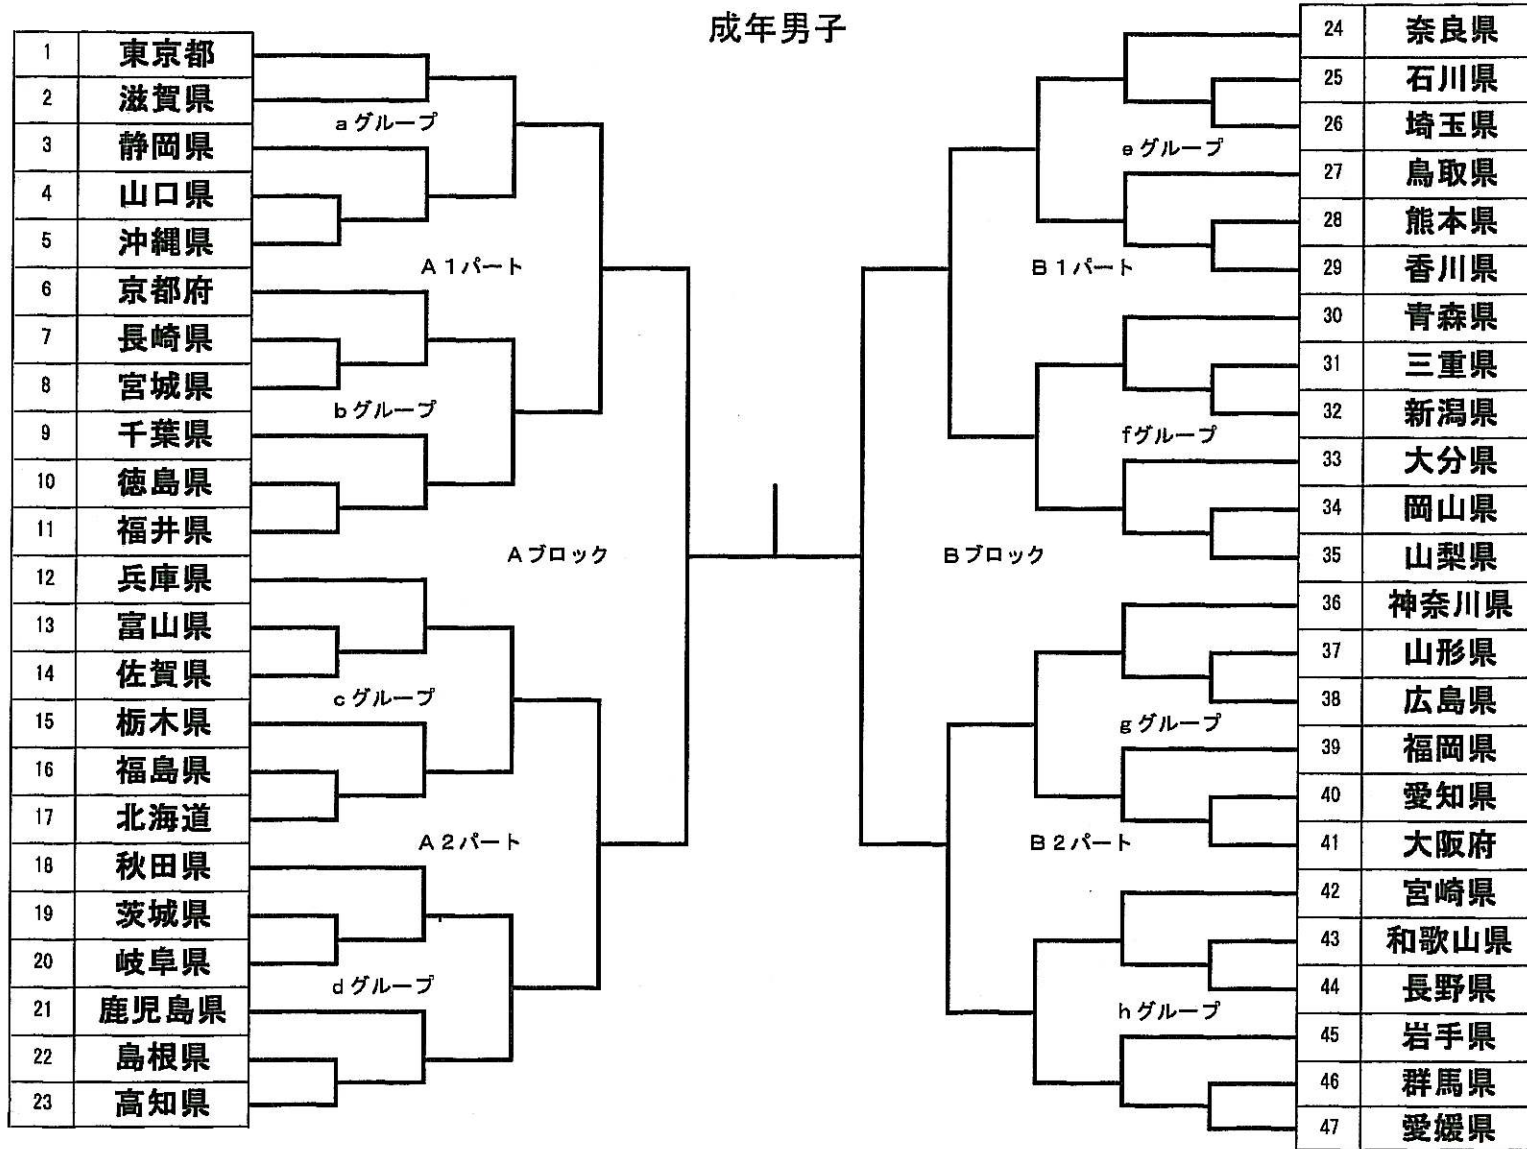 成年男子
1 東京都
2 滋賀県
aグループ
3 静岡県
4 山口県
5 沖縄県
A1パート
6 京都府
7 長崎県
8 宮城県
bグループ
9 千葉県
10 徳島県
11 福井県
Aブロック
12 兵庫県
13 富山県
14 佐賀県
cグループ
15 栃木県
16 福島県
17 北海道
A2パート
18 秋田県
19 茨城県
20 岐阜県
dグループ
21 鹿児島県
22 島根県
23 高知県
24 奈良県
25 石川県
26 埼玉県
eグループ
27 鳥取県
28 熊本県
29 香川県
B1パート
30 青森県
31 三重県
32 新潟県
fグループ
33 大分県
34 岡山県
35 山梨県
Bブロック
36 神奈川県
37 山形県
38 広島県
gグループ
39 福岡県
40 愛知県
41 大阪府
B2パート
42 宮崎県
43 和歌山県
44 長野県
hグループ
45 岩手県
46 群馬県
47 愛媛県